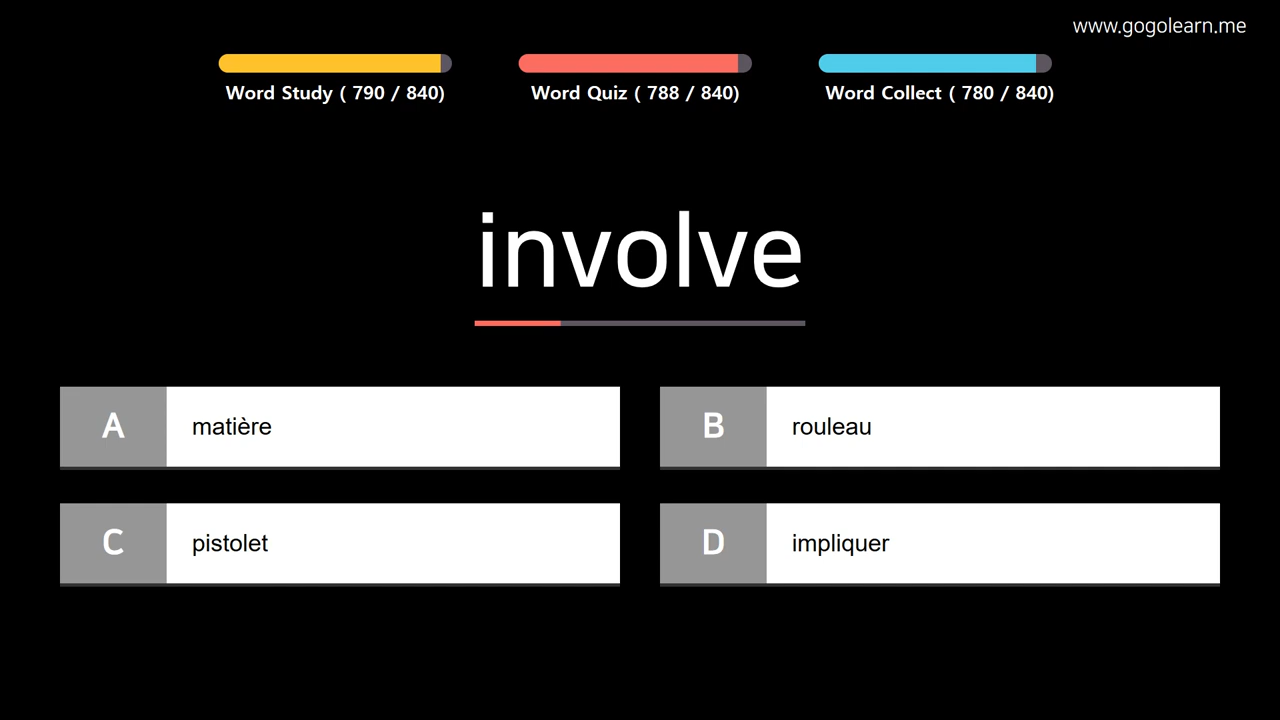 www.gogolearn.me
Word Study ( 790 / 840)
Word Quiz ( 788 / 840)
Word Collect ( 780 / 840)
involve
A matière
B rouleau
C pistolet
D impliquer